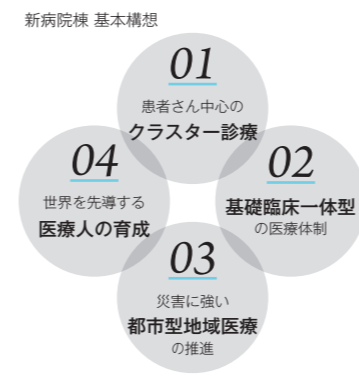 新病院棟 基本構想
01
患者さん中心の
クラスター診療
02
基礎臨床一体型
の医療体制
03
災害に強い
都市型地域医療
の推進
04
世界を先導する
医療人の育成